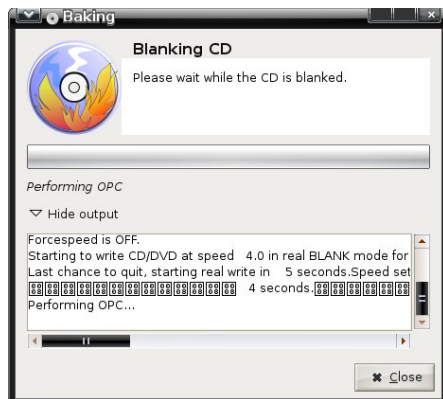 Baking
Blanking CD
Please wait while the CD is blanked.
Performing OPC
Hide output
Forcespeed is OFF.
Starting to write CD/DVD at speed 4.0 in real BLANK mode for
Last chance to quit, starting real write in 5 seconds.Speed set
4 seconds.
Performing OPC...
Close